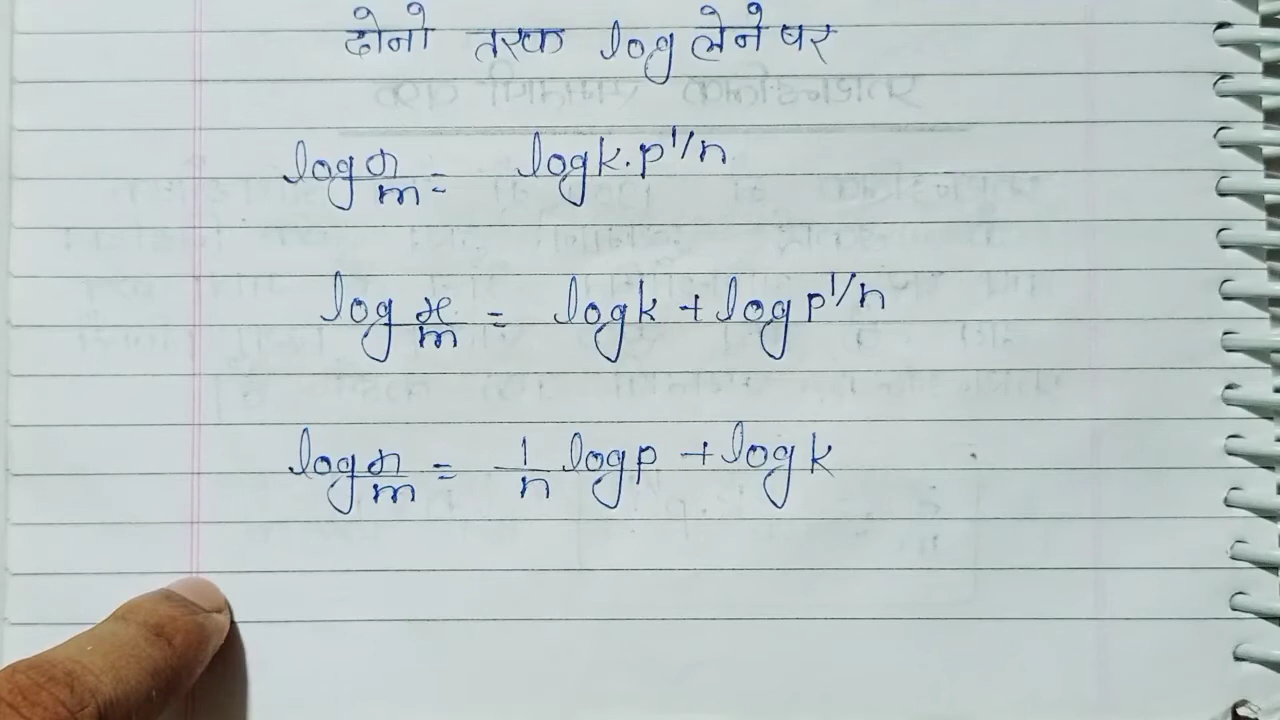 दोनो तरफ log लेने पर
log x/m = log k. p^1/n
log x/m = log k + log p^1/n
log x/m = 1/n log p + log k